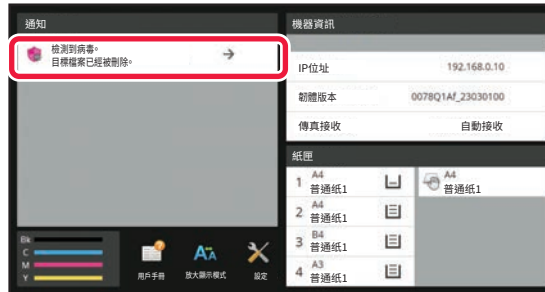 通知
檢測到病毒。
目標檔案已經被刪除。
機器資訊
IP位址 192.168.0.10
韌體版本 0078Q1Af_23030100
傳真接收 自動接收
紙匣
1 A4
普通紙1
A4
普通紙1
2 A4
普通紙1
3 B4
普通紙1
4 A3
普通紙1
Bk
C
M
Y
用戶手冊
放大顯示模式
設定